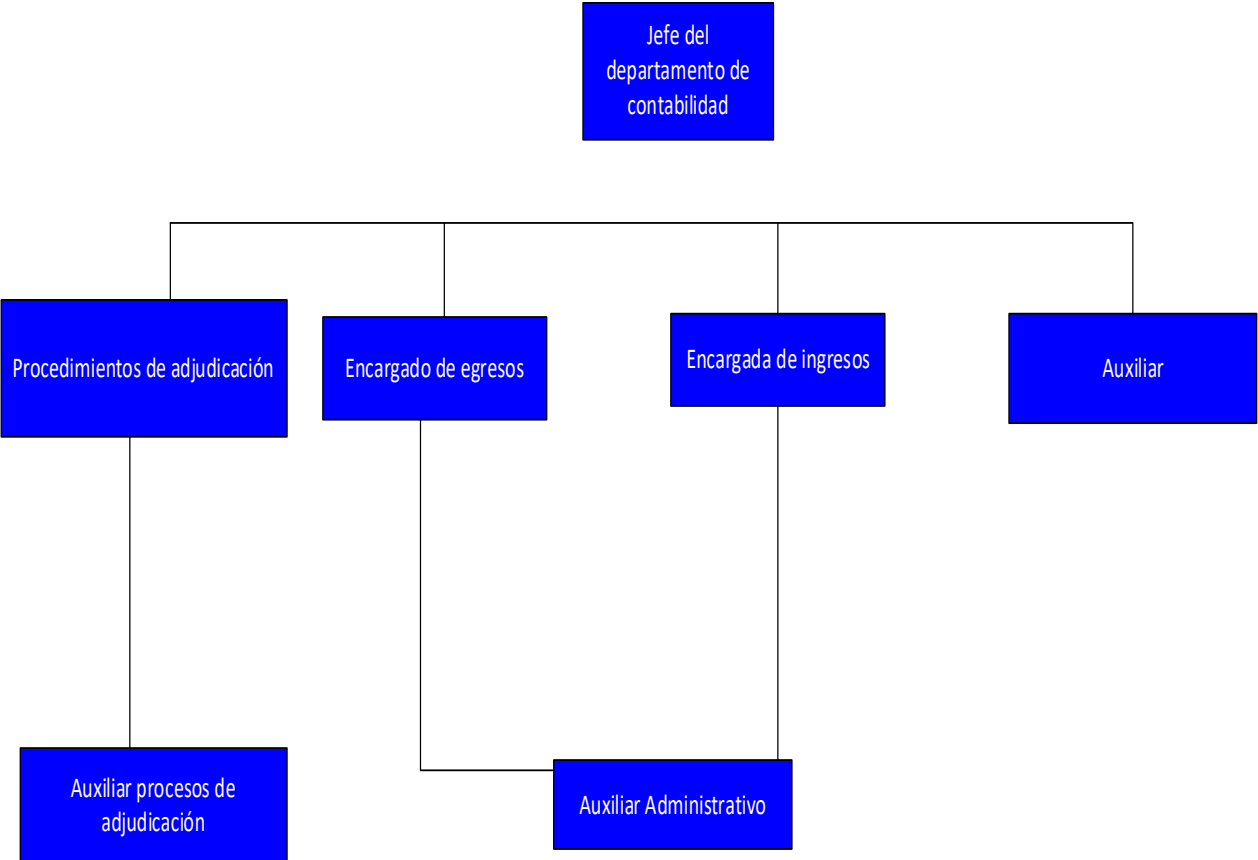 Jefe del
departamento de
contabilidad
Procedimientos de adjudicación
Encargado de egresos
Encargada de ingresos
Auxiliar
Auxiliar procesos de
adjudicación
Auxiliar Administrativo